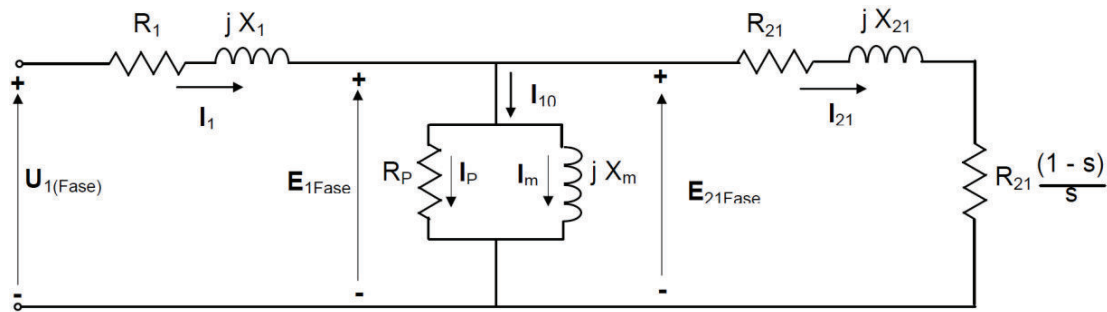 R1
j X1
I1
+
U1(Fase)
-
+
E1Fase
-
I10
RP
IP
Im
j Xm
+
E21Fase
-
R21
j X21
I21
R21 (1 - s)
s